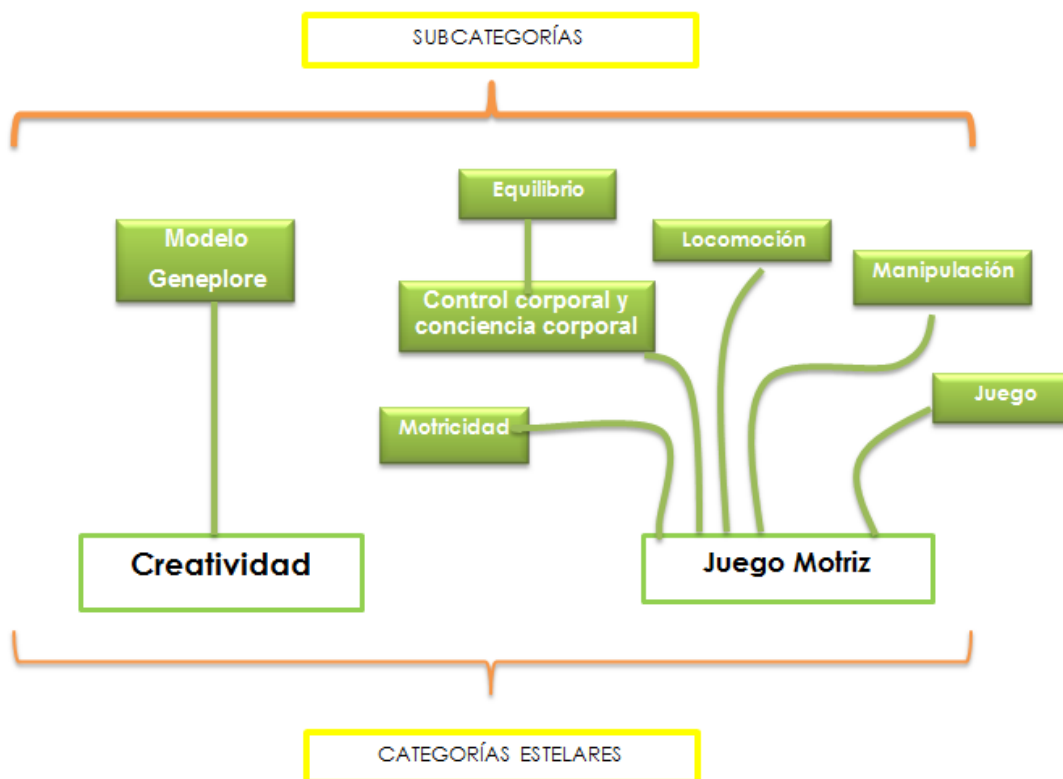 SUBCATEGORÍAS
Equilibrio
Modelo
Geneplore
Locomoción
Manipulación
Control corporal y
conciencia corporal
Juego
Motricidad
Creatividad
Juego Motriz
CATEGORÍAS ESTELARES